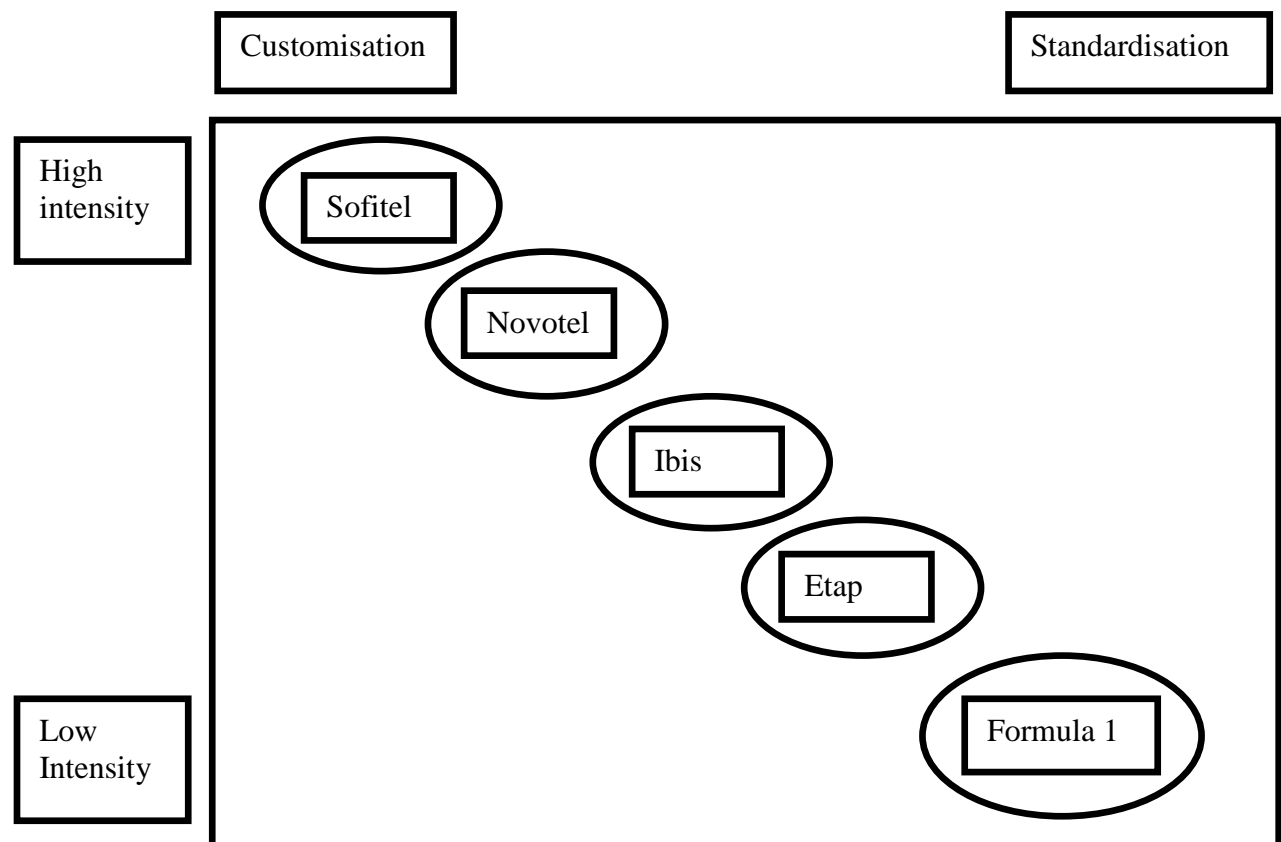 Customisation
Standardisation
High
intensity
Sofitel
Novotel
Ibis
Etap
Formula 1
Low
Intensity